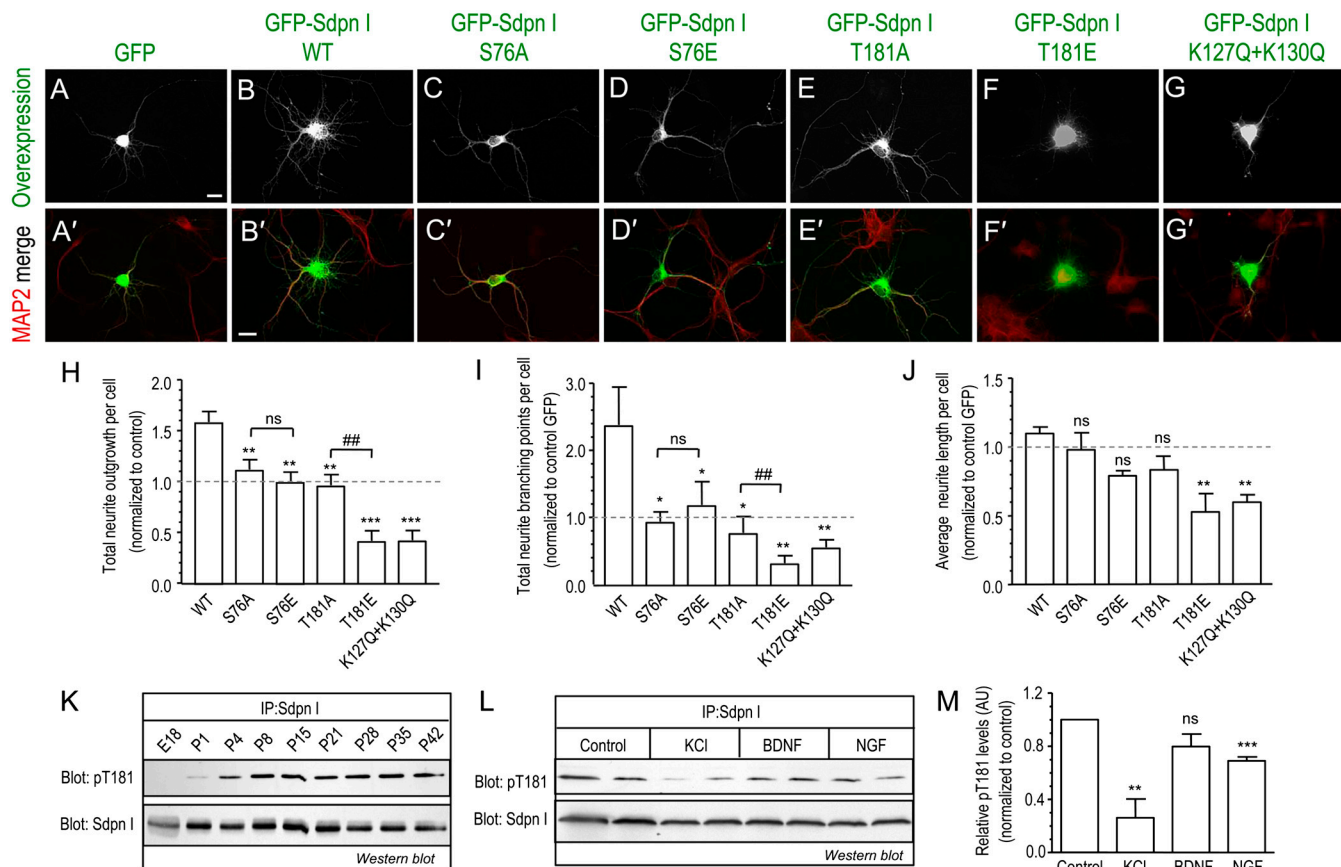 GFP
GFP-Sdpn I
WT
GFP-Sdpn I
S76A
GFP-Sdpn I
S76E
GFP-Sdpn I
T181A
GFP-Sdpn I
T181E
GFP-Sdpn I
K127Q+K130Q
Overexpression
A
B
C
D
E
F
G
MAP2 merge
A′
B′
C′
D′
E′
F′
G′
H
Total neurite outgrowth per cell
(normalized to control)
2.0
1.5
1.0
0.5
0.0
ns
##
**
**
**
***
***
WT
S76A
S76E
T181A
T181E
K127Q+K130Q
I
Total neurite branching points per cell
(normalized to control GFP)
3.0
2.0
1.0
0.0
ns
##
*
*
*
**
**
WT
S76A
S76E
T181A
T181E
K127Q+K130Q
J
Average neurite length per cell
(normalized to control GFP)
1.5
1.0
0.5
0.0
ns
ns
ns
**
**
WT
S76A
S76E
T181A
T181E
K127Q+K130Q
K
IP:Sdpn I
E18 P1 P4 P8 P15 P21 P28 P35 P42
Blot: pT181
Blot: Sdpn I
Western blot
L
IP:Sdpn I
Control KCl BDNF NGF
Blot: pT181
Blot: Sdpn I
Western blot
M
Relative pT181 levels (AU)
(normalized to control)
1.2
0.8
0.4
0.0
**
ns
***
Control KCl BDNF NGF